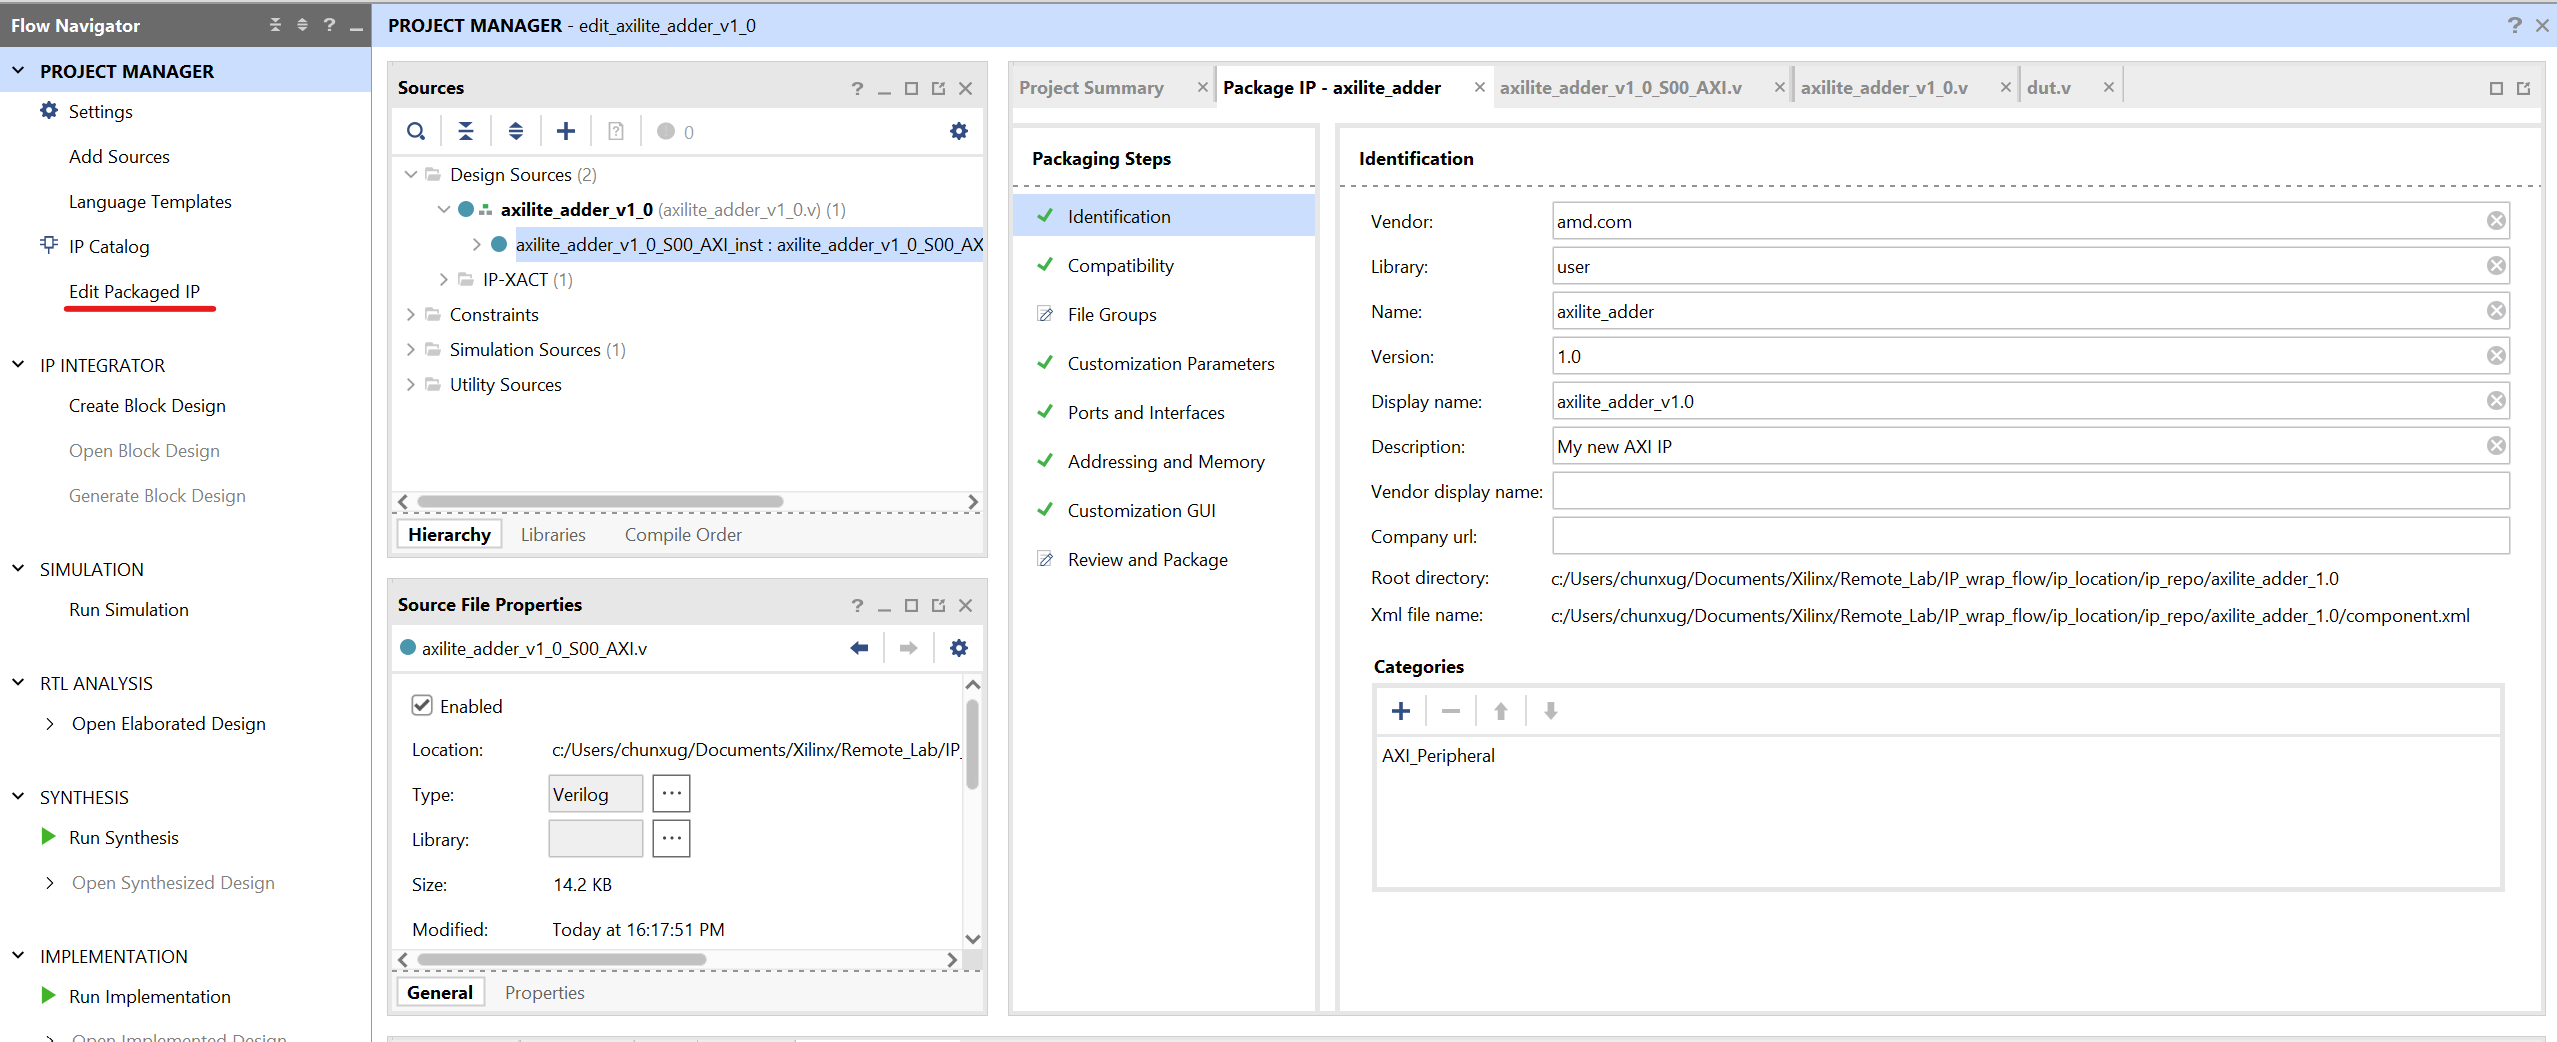 Flow Navigator
?
PROJECT MANAGER - edit_axilite_adder_v1_0
PROJECT MANAGER
Settings
Add Sources
Language Templates
IP Catalog
Edit Packaged IP
IP INTEGRATOR
Create Block Design
Open Block Design
Generate Block Design
SIMULATION
Run Simulation
RTL ANALYSIS
Open Elaborated Design
SYNTHESIS
Run Synthesis
Open Synthesized Design
IMPLEMENTATION
Run Implementation
Open Implemented Design
Sources
0
Design Sources (2)
axilite_adder_v1_0 (axilite_adder_v1_0.v) (1)
axilite_adder_v1_0_S00_AXI_inst : axilite_adder_v1_0_S00_AX
IP-XACT (1)
Constraints
Simulation Sources (1)
Utility Sources
Hierarchy Libraries Compile Order
Source File Properties
axilite_adder_v1_0_S00_AXI.v
Enabled
Location: c:/Users/chunxug/Documents/Xilinx/Remote_Lab/IP_
Type: Verilog ...
Library: ...
Size: 14.2 KB
Modified: Today at 16:17:51 PM
General Properties
Project Summary Package IP - axilite_adder axilite_adder_v1_0_S00_AXI.v axilite_adder_v1_0.v dut.v
Packaging Steps
Identification
Compatibility
File Groups
Customization Parameters
Ports and Interfaces
Addressing and Memory
Customization GUI
Review and Package
Identification
Vendor: amd.com
Library: user
Name: axilite_adder
Version: 1.0
Display name: axilite_adder_v1.0
Description: My new AXI IP
Vendor display name:
Company url:
Root directory: c:/Users/chunxug/Documents/Xilinx/Remote_Lab/IP_wrap_flow/ip_location/ip_repo/axilite_adder_1.0
Xml file name: c:/Users/chunxug/Documents/Xilinx/Remote_Lab/IP_wrap_flow/ip_location/ip_repo/axilite_adder_1.0/component.xml
Categories
AXI_Peripheral